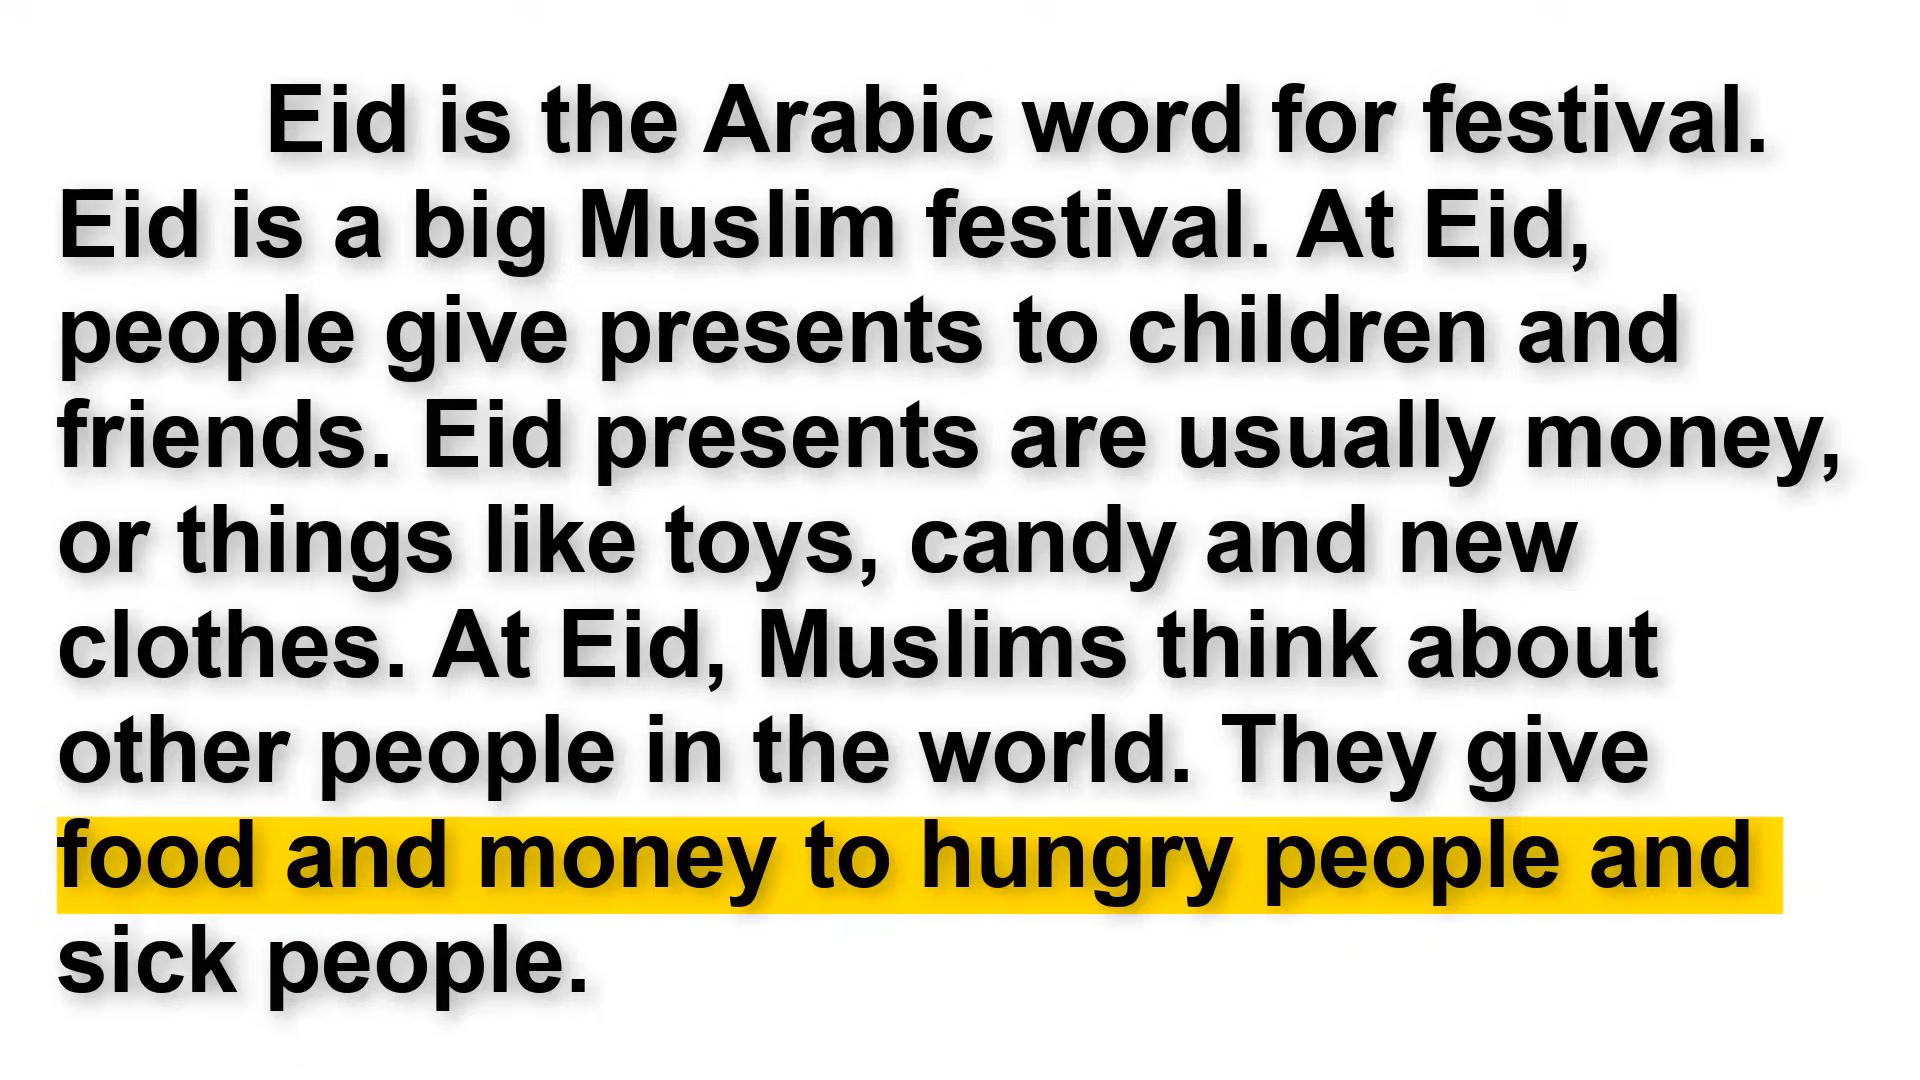 Eid is the Arabic word for festival.
Eid is a big Muslim festival. At Eid,
people give presents to children and
friends. Eid presents are usually money,
or things like toys, candy and new
clothes. At Eid, Muslims think about
other people in the world. They give
food and money to hungry people and
sick people.